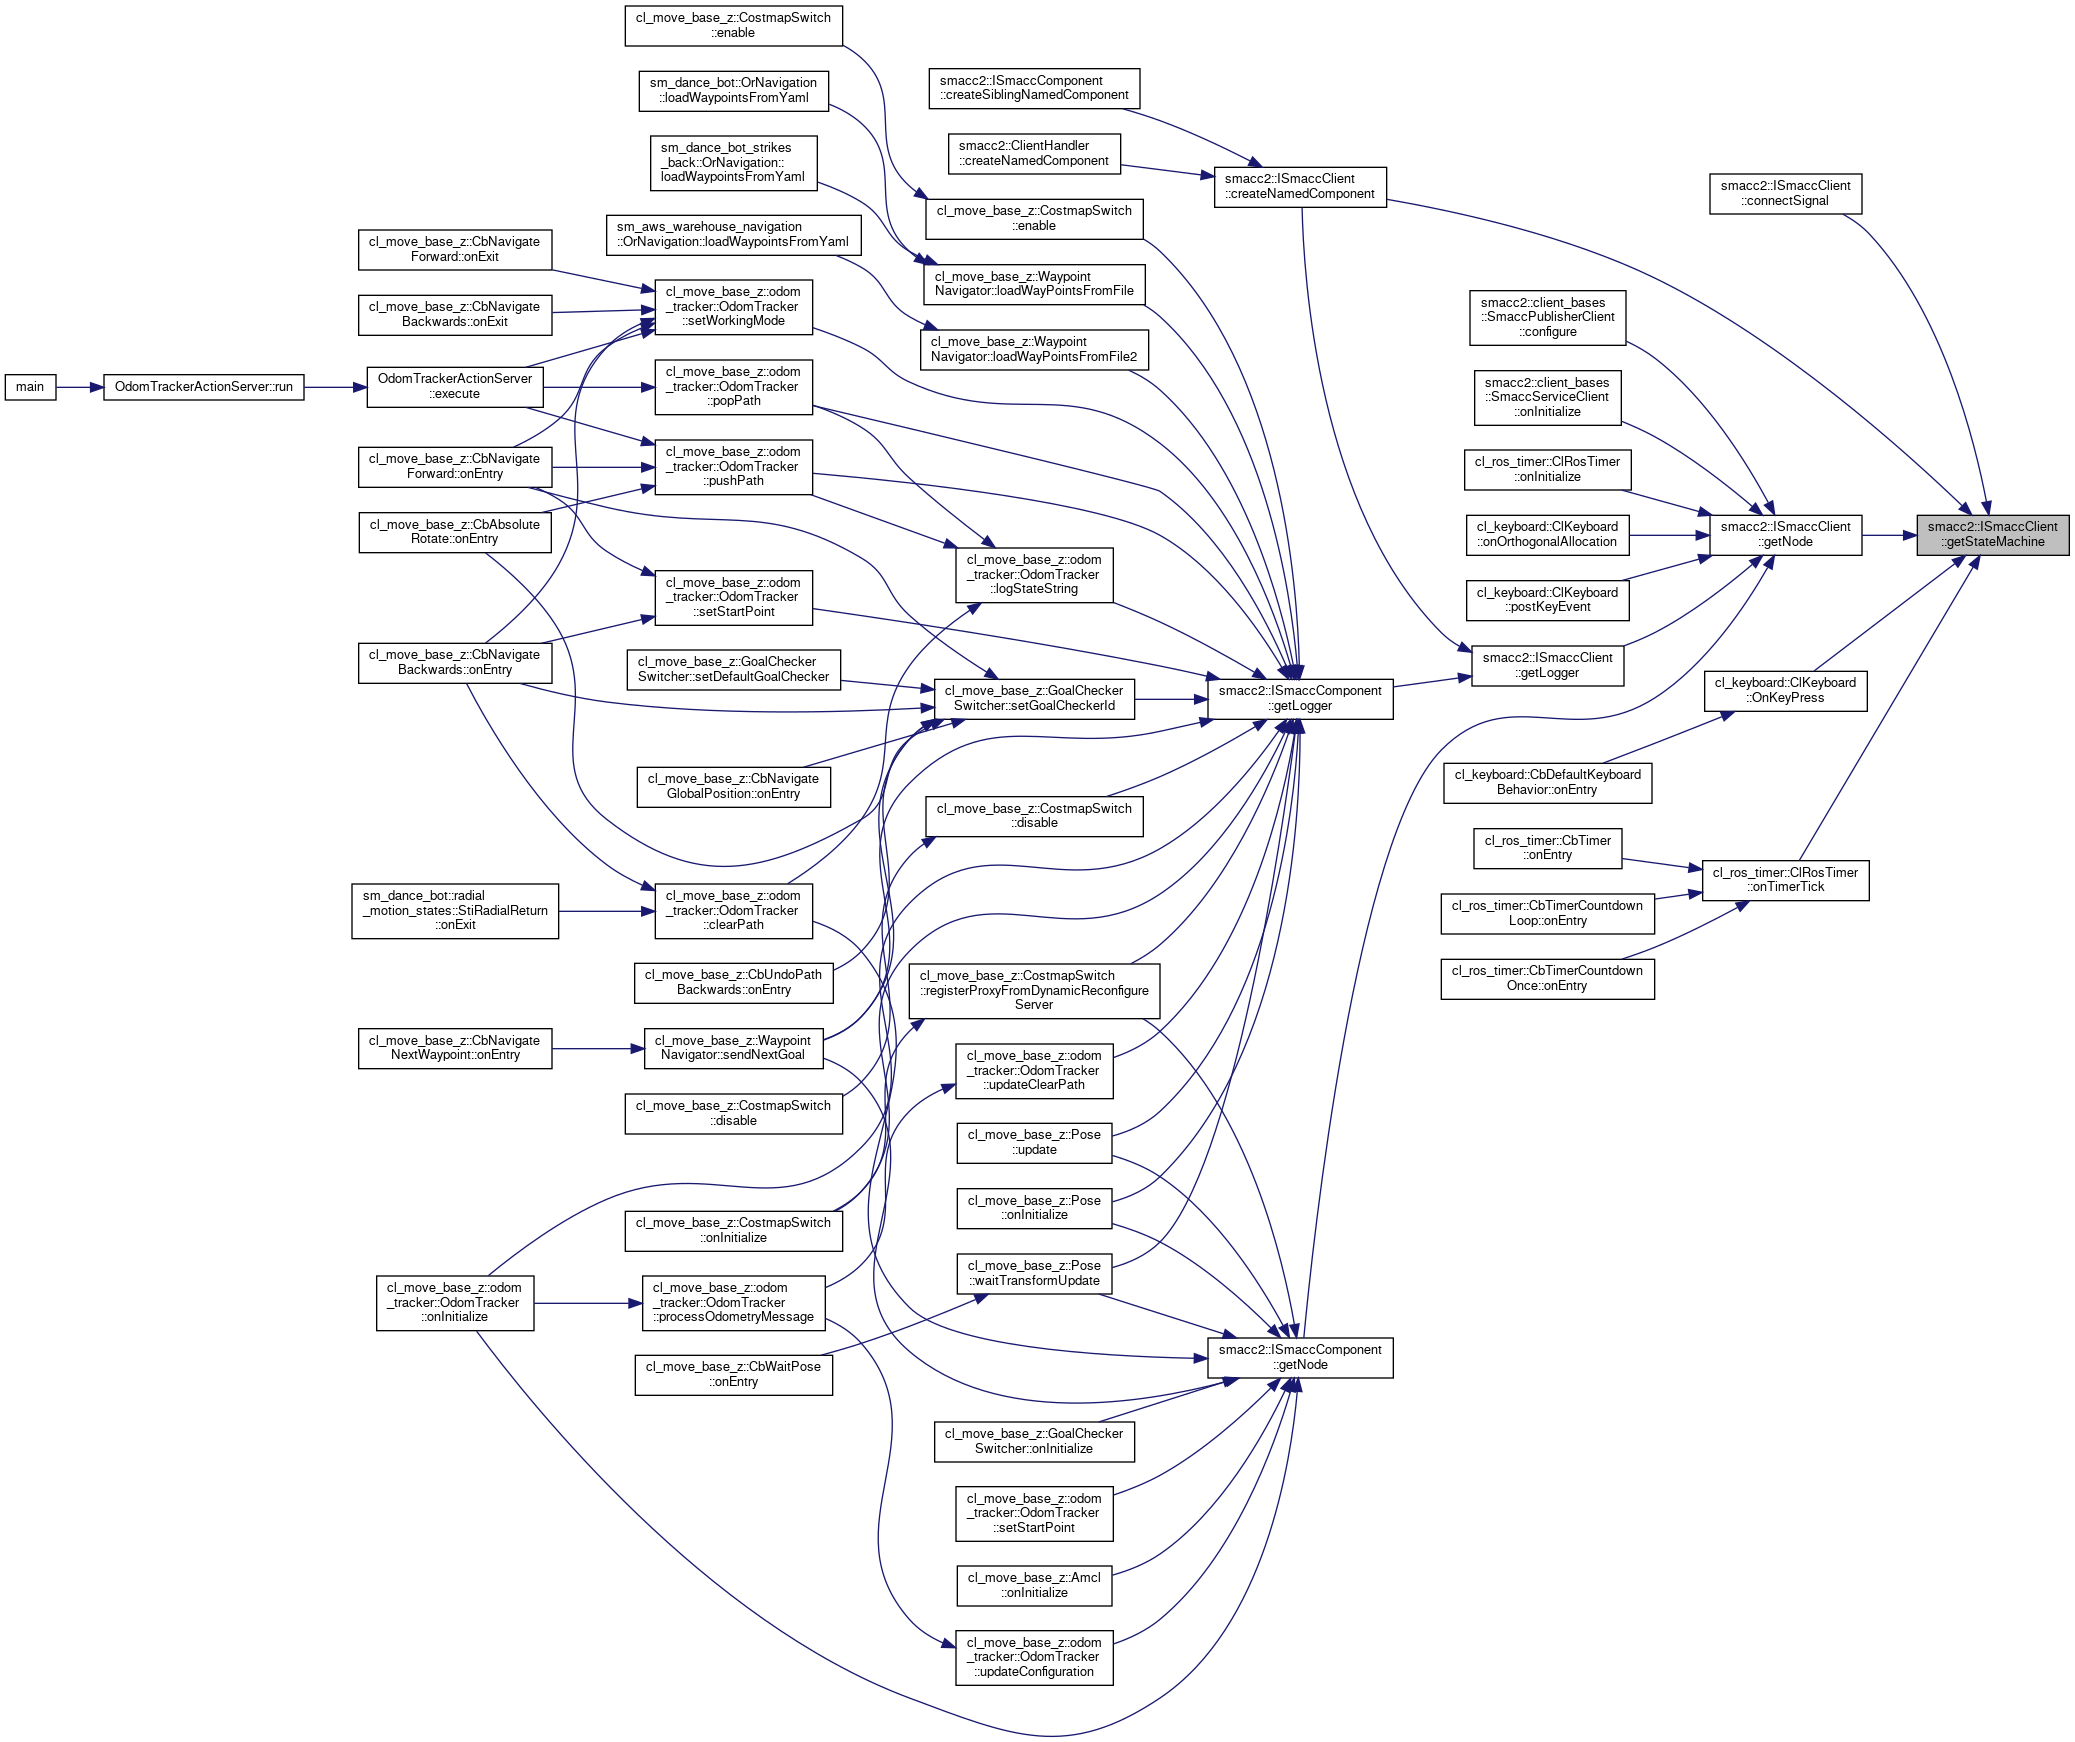 cl_move_base_z::CostmapSwitch
::enable
sm_dance_bot::OrNavigation
::loadWaypointsFromYaml
sm_dance_bot_strikes
_back::OrNavigation::
loadWaypointsFromYaml
sm_aws_warehouse_navigation
::OrNavigation::loadWaypointsFromYaml
cl_move_base_z::CbNavigate
Forward::onExit
cl_move_base_z::CbNavigate
Backwards::onExit
main
OdomTrackerActionServer::run
OdomTrackerActionServer
::execute
cl_move_base_z::CbNavigate
Forward::onEntry
cl_move_base_z::CbAbsolute
Rotate::onEntry
cl_move_base_z::CbNavigate
Backwards::onEntry
sm_dance_bot::radial
_motion_states::StiRadialReturn
::onExit
cl_move_base_z::CbNavigate
NextWaypoint::onEntry
cl_move_base_z::odom
_tracker::OdomTracker
::onInitialize
cl_move_base_z::odom
_tracker::OdomTracker
::setWorkingMode
cl_move_base_z::odom
_tracker::OdomTracker
::popPath
cl_move_base_z::odom
_tracker::OdomTracker
::pushPath
cl_move_base_z::odom
_tracker::OdomTracker
::setStartPoint
cl_move_base_z::GoalChecker
Switcher::setDefaultGoalChecker
cl_move_base_z::CbNavigate
GlobalPosition::onEntry
cl_move_base_z::odom
_tracker::OdomTracker
::clearPath
cl_move_base_z::CbUndoPath
Backwards::onEntry
cl_move_base_z::Waypoint
Navigator::sendNextGoal
cl_move_base_z::CostmapSwitch
::disable
cl_move_base_z::CostmapSwitch
::onInitialize
cl_move_base_z::odom
_tracker::OdomTracker
::processOdometryMessage
cl_move_base_z::CbWaitPose
::onEntry
smacc2::ISmaccComponent
::createSiblingNamedComponent
smacc2::ClientHandler
::createNamedComponent
cl_move_base_z::CostmapSwitch
::enable
cl_move_base_z::Waypoint
Navigator::loadWayPointsFromFile
cl_move_base_z::Waypoint
Navigator::loadWayPointsFromFile2
cl_move_base_z::odom
_tracker::OdomTracker
::logStateString
cl_move_base_z::GoalChecker
Switcher::setGoalCheckerId
cl_move_base_z::CostmapSwitch
::disable
cl_move_base_z::CostmapSwitch
::registerProxyFromDynamicReconfigure
Server
cl_move_base_z::odom
_tracker::OdomTracker
::updateClearPath
cl_move_base_z::Pose
::update
cl_move_base_z::Pose
::onInitialize
cl_move_base_z::Pose
::waitTransformUpdate
cl_move_base_z::GoalChecker
Switcher::onInitialize
cl_move_base_z::odom
_tracker::OdomTracker
::setStartPoint
cl_move_base_z::Amcl
::onInitialize
cl_move_base_z::odom
_tracker::OdomTracker
::updateConfiguration
smacc2::ISmaccClient
::createNamedComponent
smacc2::ISmaccComponent
::getLogger
smacc2::ISmaccComponent
::getNode
smacc2::client_bases
::SmaccPublisherClient
::configure
smacc2::client_bases
::SmaccServiceClient
::onInitialize
cl_ros_timer::ClRosTimer
::onInitialize
cl_keyboard::ClKeyboard
::onOrthogonalAllocation
cl_keyboard::ClKeyboard
::postKeyEvent
smacc2::ISmaccClient
::getLogger
cl_keyboard::CbDefaultKeyboard
Behavior::onEntry
cl_ros_timer::CbTimer
::onEntry
cl_ros_timer::CbTimerCountdown
Loop::onEntry
cl_ros_timer::CbTimerCountdown
Once::onEntry
smacc2::ISmaccClient
::connectSignal
smacc2::ISmaccClient
::getNode
cl_keyboard::ClKeyboard
::OnKeyPress
cl_ros_timer::ClRosTimer
::onTimerTick
smacc2::ISmaccClient
::getStateMachine